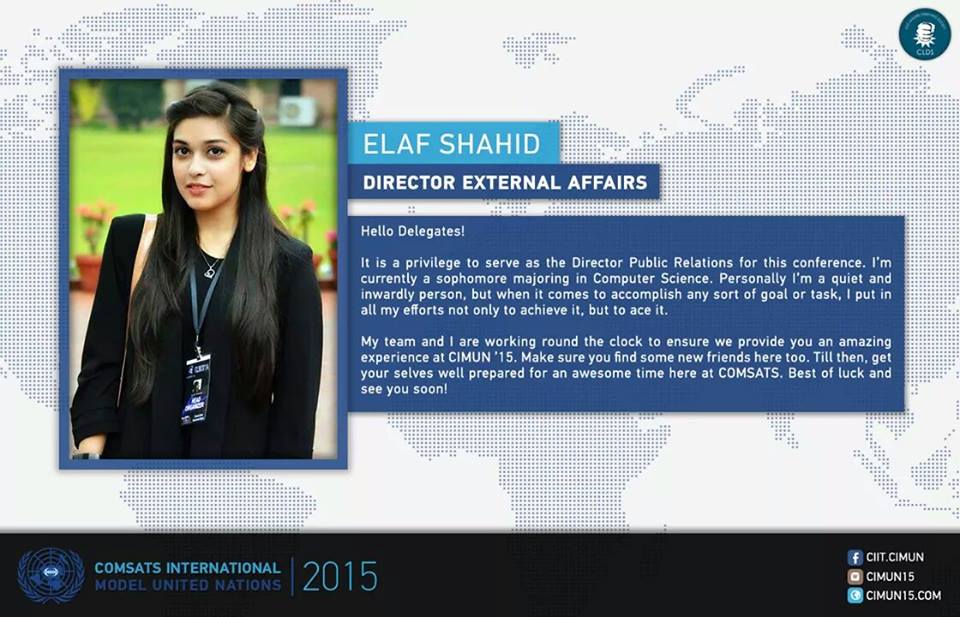 CLDS
ELAF SHAHID
DIRECTOR EXTERNAL AFFAIRS
Hello Delegates!
It is a privilege to serve as the Director Public Relations for this conference. I'm
currently a sophomore majoring in Computer Science. Personally I'm a quiet and
inwardly person, but when it comes to accomplish any sort of goal or task, I put in
all my efforts not only to achieve it, but to ace it.
My team and I are working round the clock to ensure we provide you an amazing
experience at CIMUN '15. Make sure you find some new friends here too. Till then, get
your selves well prepared for an awesome time here at COMSATS. Best of luck and
see you soon!
HEAD
ORGANIZER
COMSATS INTERNATIONAL
MODEL UNITED NATIONS
2015
CIIT.CIMUN
CIMUN15
CIMUN15.COM